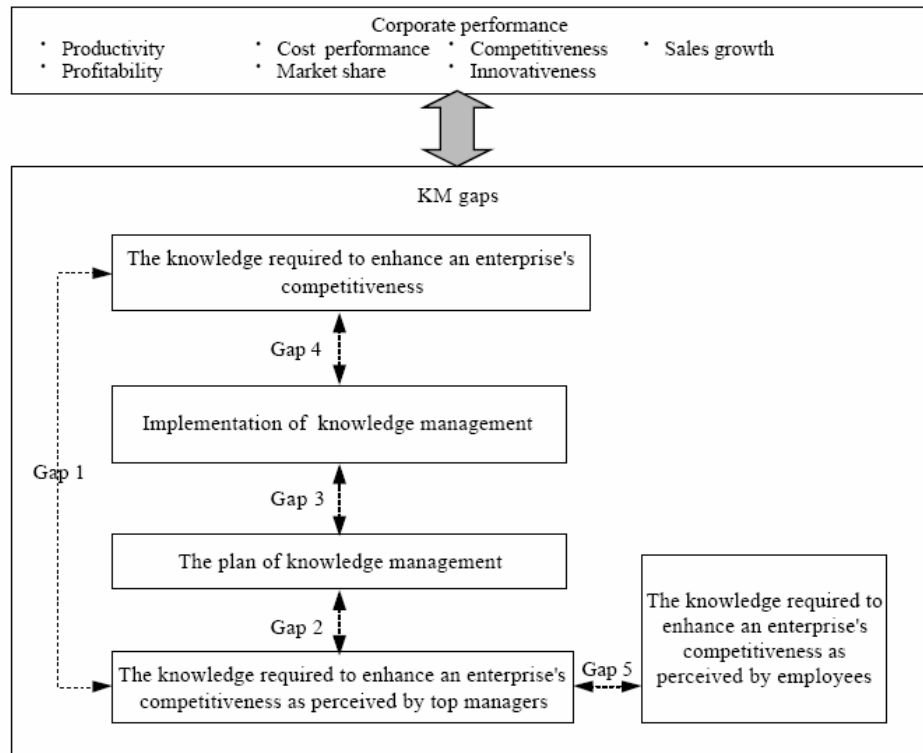 Corporate performance
· Productivity · Cost performance · Competitiveness · Sales growth
· Profitability · Market share · Innovativeness
KM gaps
The knowledge required to enhance an enterprise's
competitiveness
Gap 4
Implementation of knowledge management
Gap 1
Gap 3
The plan of knowledge management
Gap 2
The knowledge required to enhance an enterprise's
competitiveness as perceived by top managers
Gap 5
The knowledge required to
enhance an enterprise's
competitiveness as
perceived by employees